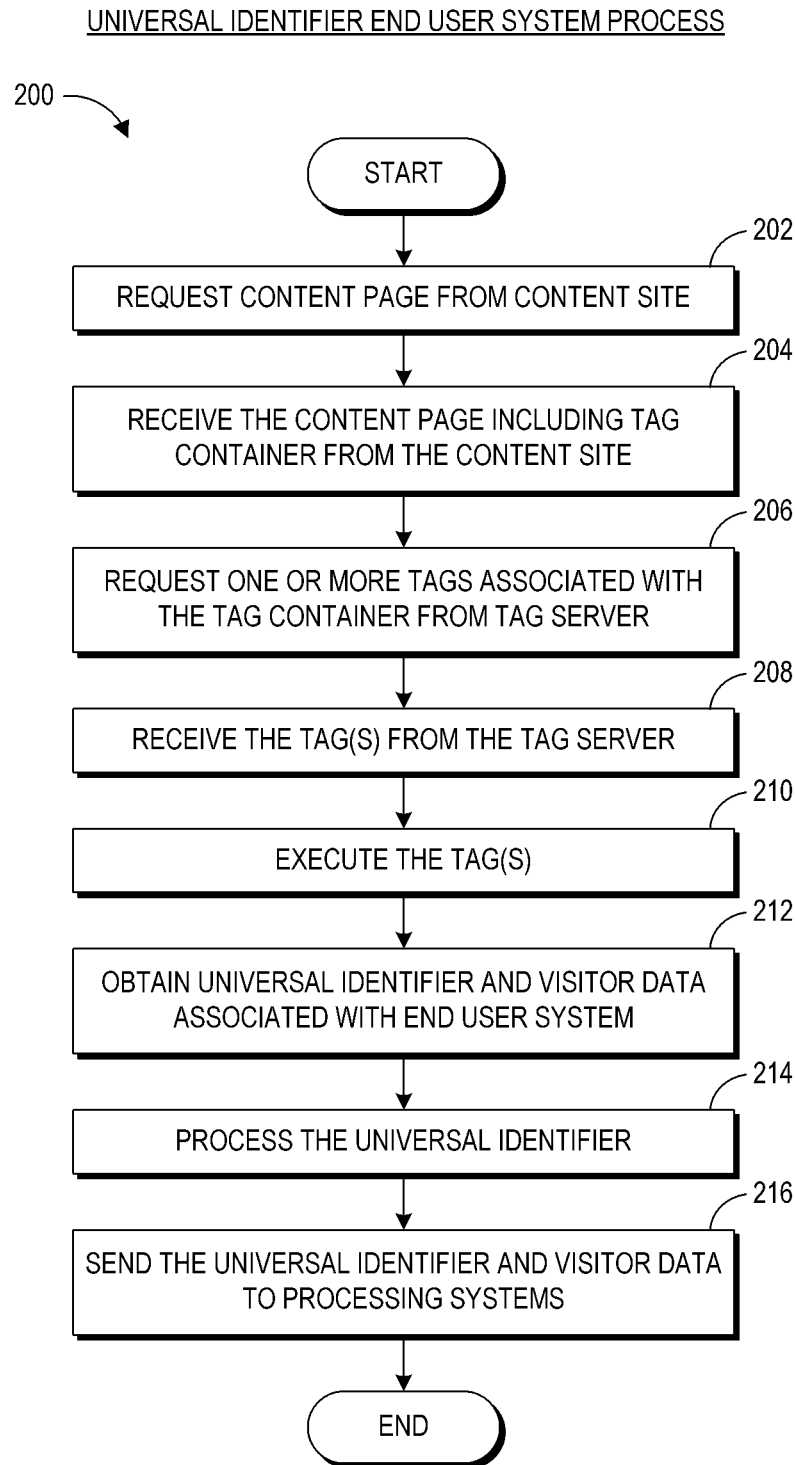 UNIVERSAL IDENTIFIER END USER SYSTEM PROCESS
200
START
202
REQUEST CONTENT PAGE FROM CONTENT SITE
204
RECEIVE THE CONTENT PAGE INCLUDING TAG
CONTAINER FROM THE CONTENT SITE
206
REQUEST ONE OR MORE TAGS ASSOCIATED WITH
THE TAG CONTAINER FROM TAG SERVER
208
RECEIVE THE TAG(S) FROM THE TAG SERVER
210
EXECUTE THE TAG(S)
212
OBTAIN UNIVERSAL IDENTIFIER AND VISITOR DATA
ASSOCIATED WITH END USER SYSTEM
214
PROCESS THE UNIVERSAL IDENTIFIER
216
SEND THE UNIVERSAL IDENTIFIER AND VISITOR DATA
TO PROCESSING SYSTEMS
END